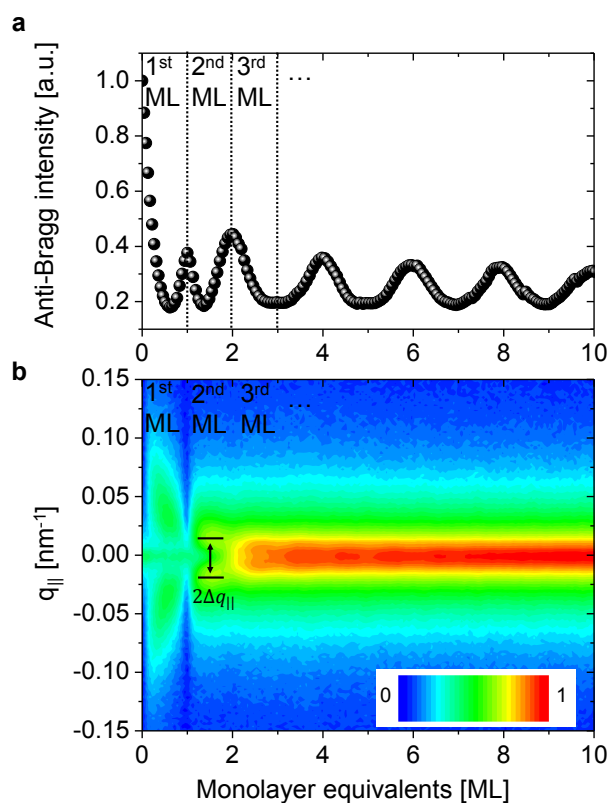 a
1st 2nd 3rd ...
ML ML ML
Anti-Bragg intensity [a.u.]
1.0
0.8
0.6
0.4
0.2
0 2 4 6 8 10
b
1st 2nd 3rd ...
ML ML ML
q|| [nm-1]
0.15
0.10
0.05
0.00
-0.05
-0.10
-0.15
2Δq||
0 1
0 2 4 6 8 10
Monolayer equivalents [ML]